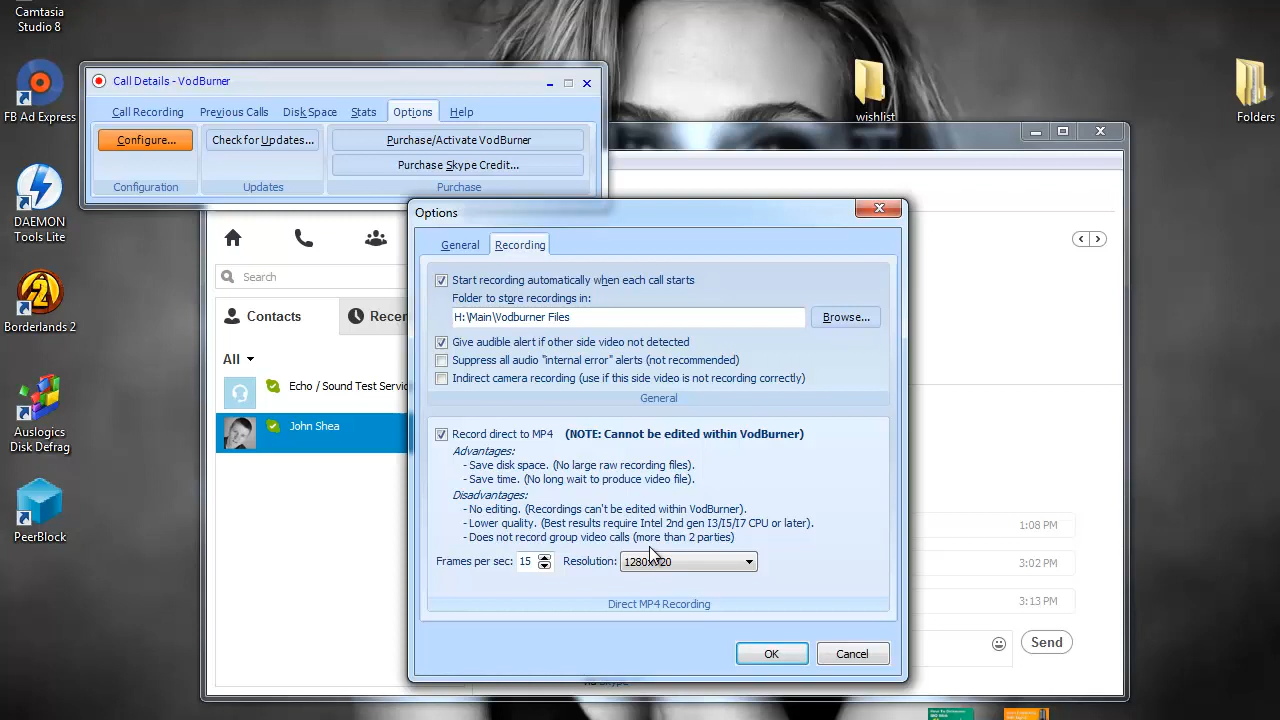 Camtasia
Studio 8
FB Ad Express
DAEMON
Tools Lite
Borderlands 2
Auslogics
Disk Defrag
PeerBlock
wishlist
Folders
Call Details - VodBurner
Call Recording
Previous Calls
Disk Space
Stats
Options
Help
Configure...
Check for Updates...
Purchase/Activate VodBurner
Purchase Skype Credit...
Configuration
Updates
Purchase
Search
Contacts
Recen
All
Echo / Sound Test Servic
John Shea
Options
General
Recording
Start recording automatically when each call starts
Folder to store recordings in:
H:\Main\Vodburner Files
Browse...
Give audible alert if other side video not detected
Suppress all audio "internal error" alerts (not recommended)
Indirect camera recording (use if this side video is not recording correctly)
General
Record direct to MP4 (NOTE: Cannot be edited within VodBurner)
Advantages:
- Save disk space. (No large raw recording files).
- Save time. (No long wait to produce video file).
Disadvantages:
- No editing. (Recordings can't be edited within VodBurner).
- Lower quality. (Best results require Intel 2nd gen I3/I5/I7 CPU or later).
- Does not record group video calls (more than 2 parties)
Frames per sec: 15 Resolution: 1280x720
Direct MP4 Recording
OK
Cancel
1:08 PM
3:02 PM
3:13 PM
Send